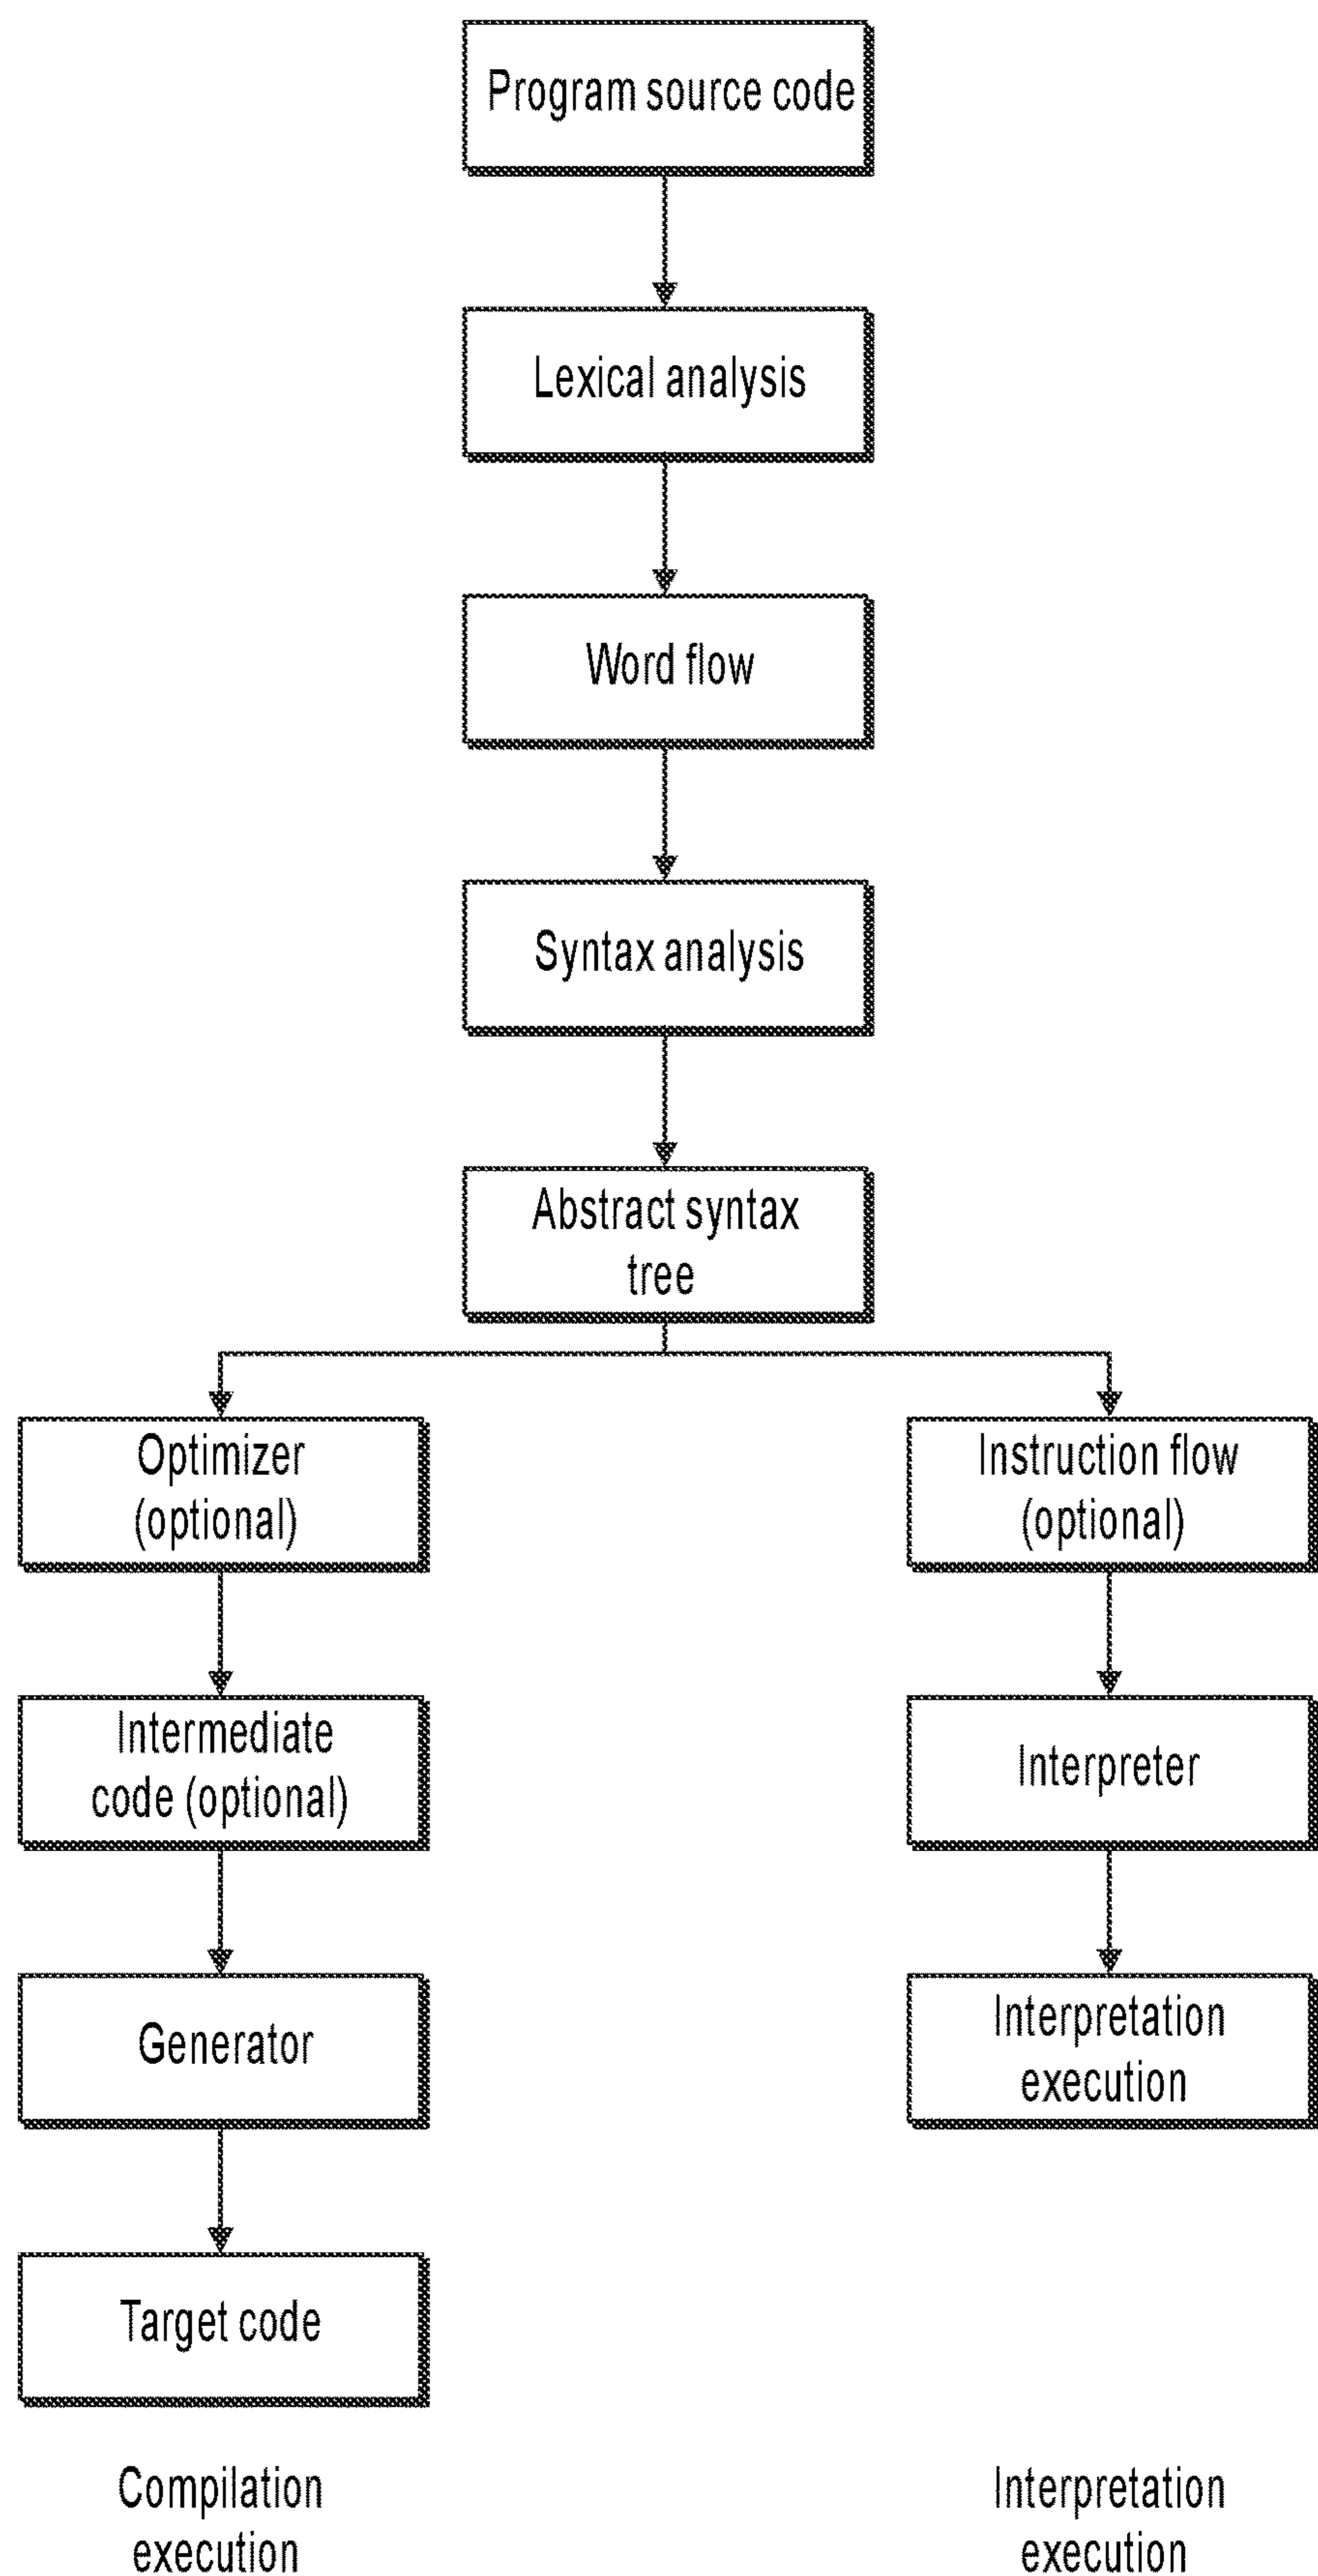 Program source code
Lexical analysis
Word flow
Syntax analysis
Abstract syntax
tree
Optimizer
(optional)
Instruction flow
(optional)
Intermediate
code (optional)
Interpreter
Generator
Interpretation
execution
Target code
Compilation
execution
Interpretation
execution